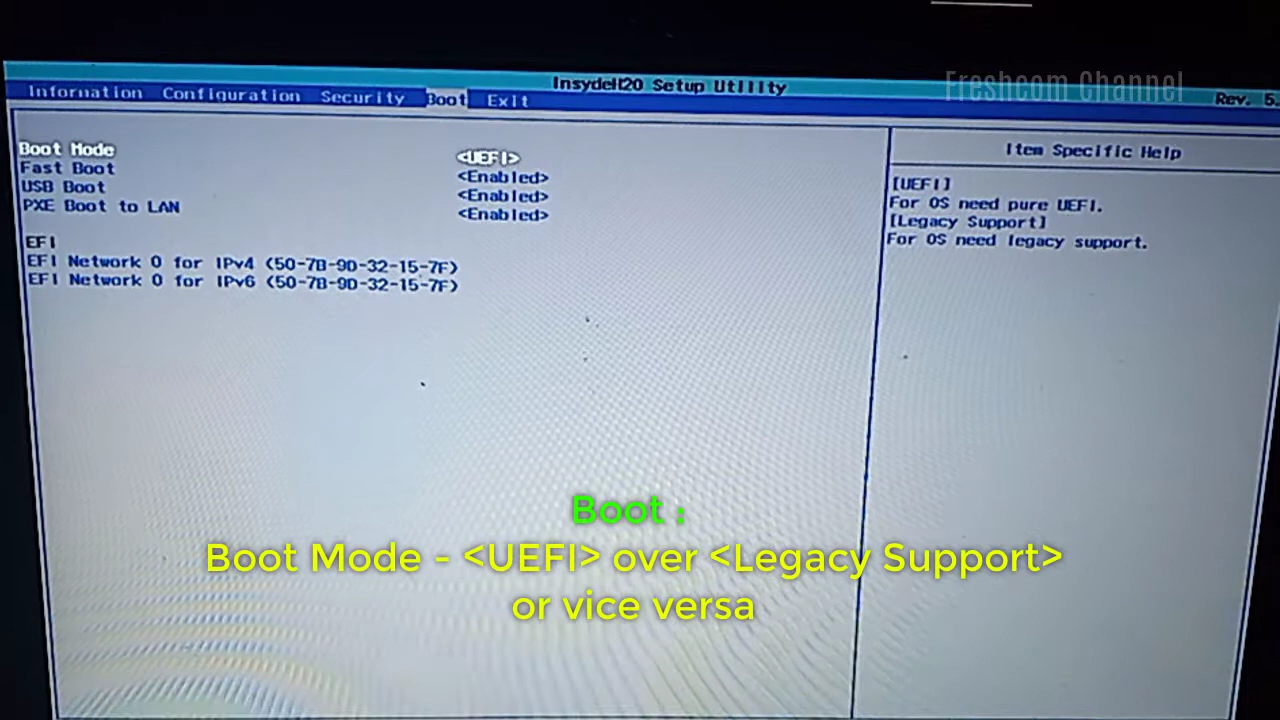 InsydeH20 Setup Utility
Freshcom Channel
Information Configuration Security Boot Exit
Rev. 5.
Boot Mode <UEFI>
Fast Boot <Enabled>
USB Boot <Enabled>
PXE Boot to LAN <Enabled>
EFI
EFI Network 0 for IPv4 (50-7B-9D-32-15-7F)
EFI Network 0 for IPv6 (50-7B-9D-32-15-7F)
Item Specific Help
[UEFI]
For OS need pure UEFI.
[Legacy Support]
For OS need legacy support.
Boot :
Boot Mode - <UEFI> over <Legacy Support>
or vice versa